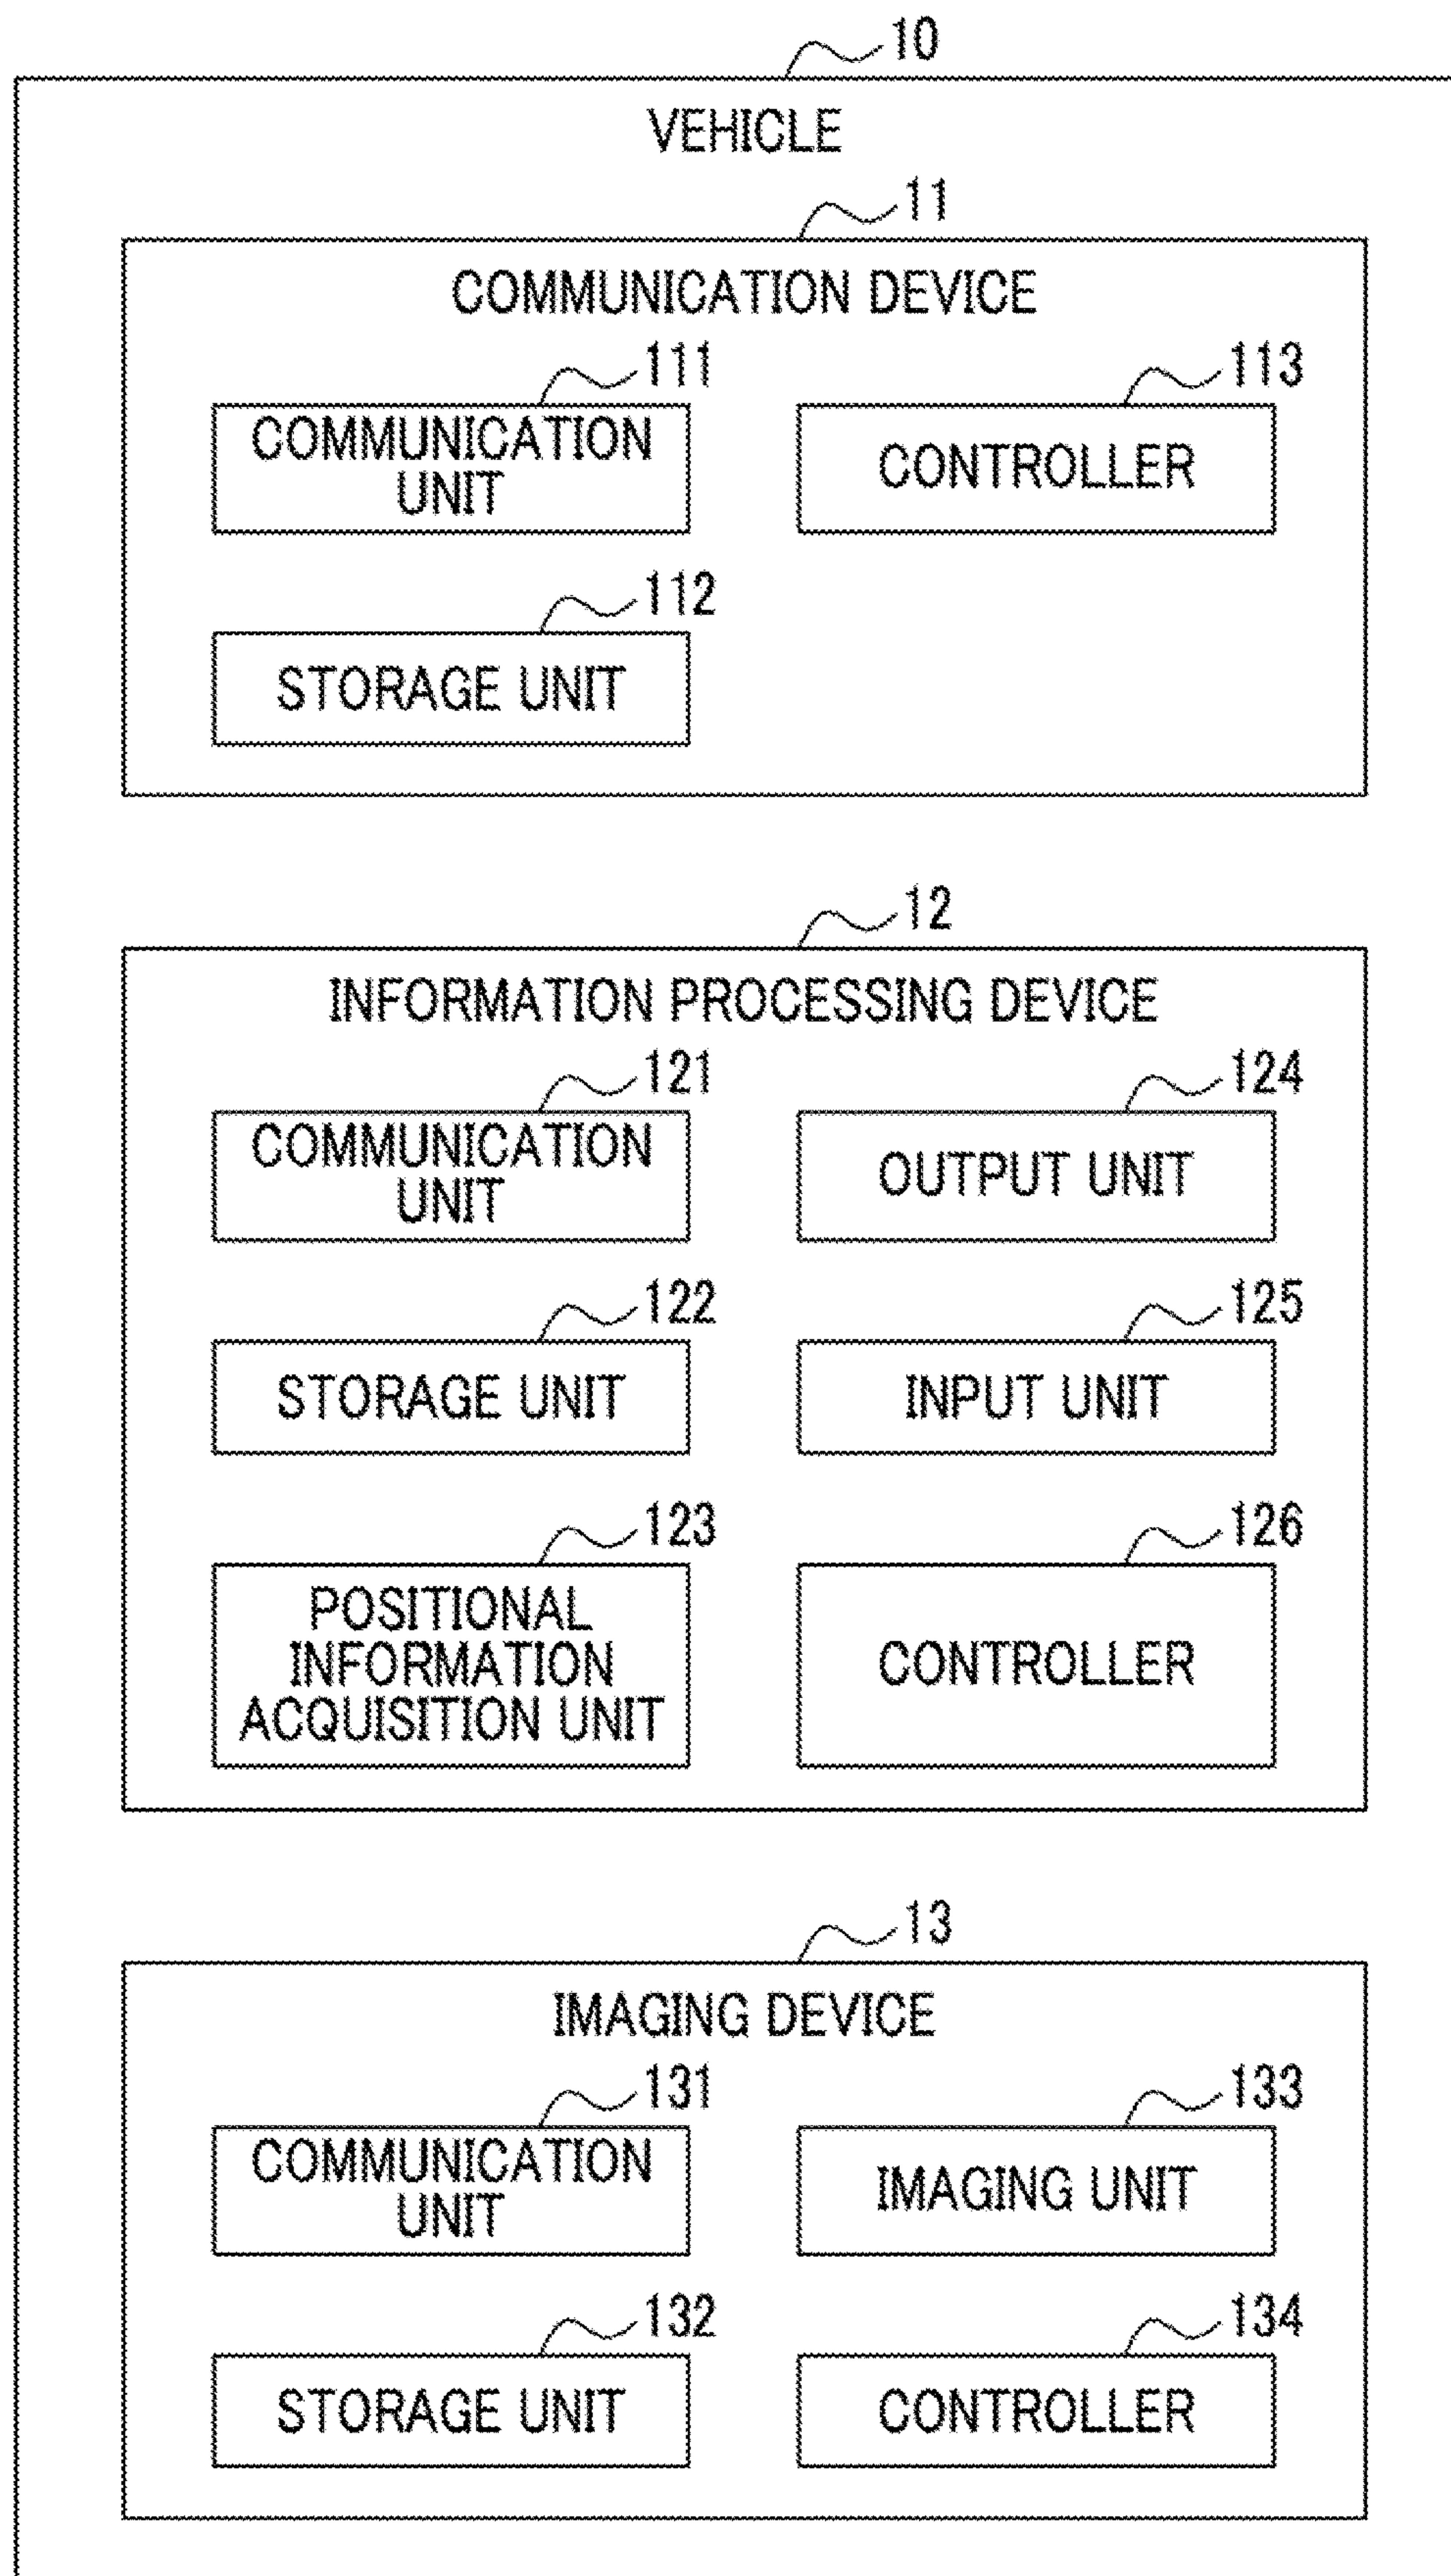 10
VEHICLE
11
COMMUNICATION DEVICE
111
COMMUNICATION
UNIT
113
CONTROLLER
112
STORAGE UNIT
12
INFORMATION PROCESSING DEVICE
121
COMMUNICATION
UNIT
124
OUTPUT UNIT
122
STORAGE UNIT
125
INPUT UNIT
123
POSITIONAL
INFORMATION
ACQUISITION UNIT
126
CONTROLLER
13
IMAGING DEVICE
131
COMMUNICATION
UNIT
133
IMAGING UNIT
132
STORAGE UNIT
134
CONTROLLER